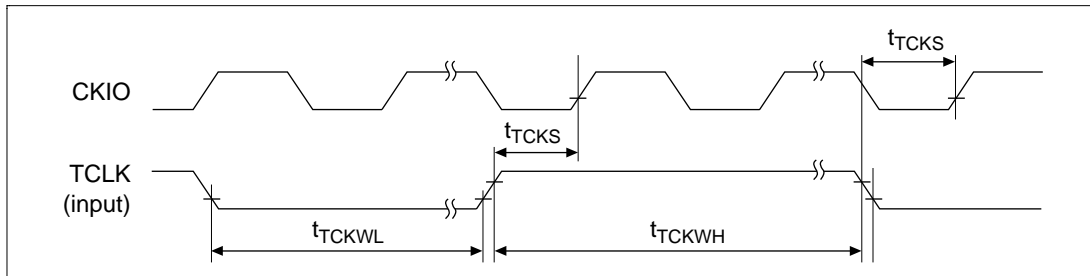 tTCKS
CKIO
tTCKS
TCLK
(input)
tTCKWL
tTCKWH